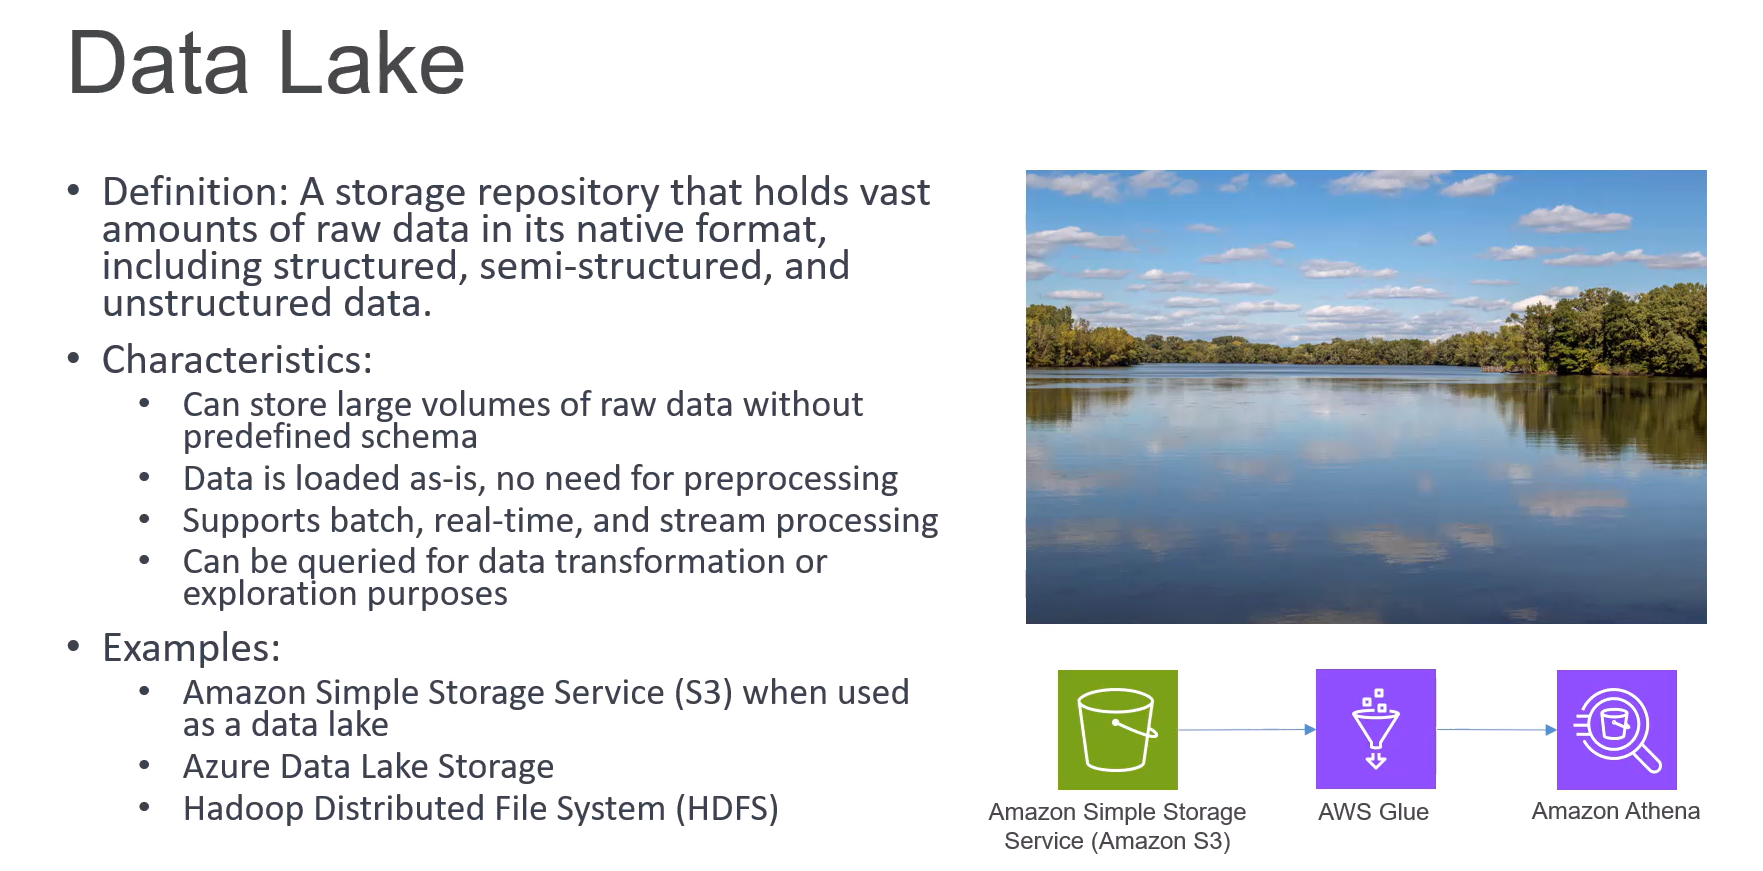 Data Lake
• Definition: A storage repository that holds vast
amounts of raw data in its native format,
including structured, semi-structured, and
unstructured data.
• Characteristics:
• Can store large volumes of raw data without
predefined schema
• Data is loaded as-is, no need for preprocessing
• Supports batch, real-time, and stream processing
• Can be queried for data transformation or
exploration purposes
• Examples:
• Amazon Simple Storage Service (S3) when used
as a data lake
• Azure Data Lake Storage
• Hadoop Distributed File System (HDFS)
Amazon Simple Storage
Service (Amazon S3)
AWS Glue
Amazon Athena